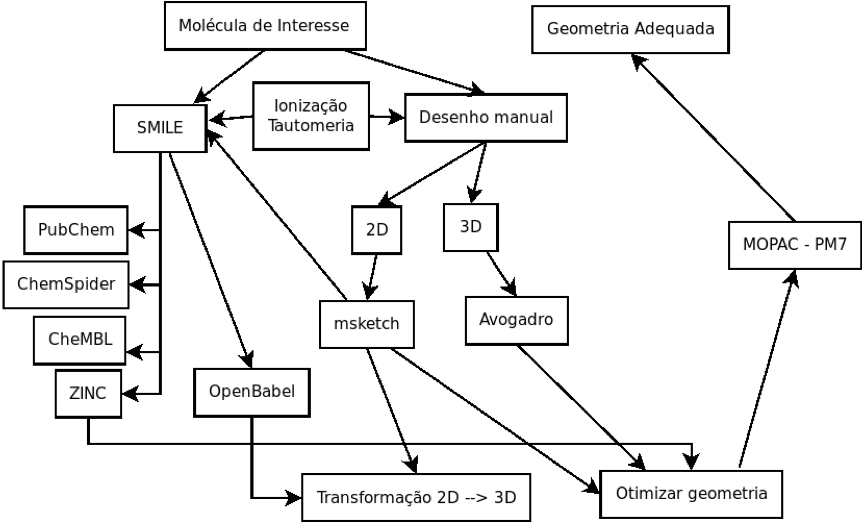 Molécula de Interesse
Geometria Adequada
Ionização
Tautomeria
SMILE
Desenho manual
PubChem
2D
3D
MOPAC - PM7
ChemSpider
msketch
Avogadro
CheMBL
ZINC
OpenBabel
Transformação 2D --> 3D
Otimizar geometria